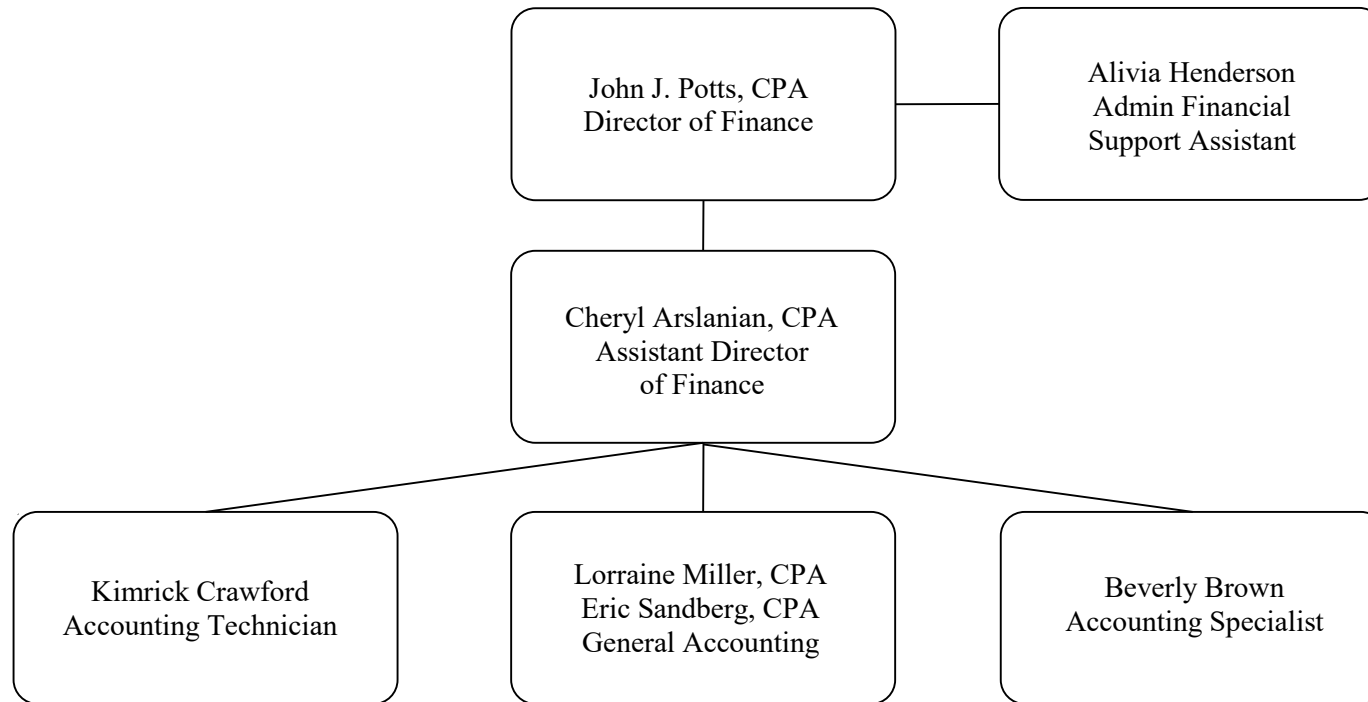 John J. Potts, CPA
Director of Finance
Alivia Henderson
Admin Financial
Support Assistant
Cheryl Arslanian, CPA
Assistant Director
of Finance
Kimrick Crawford
Accounting Technician
Lorraine Miller, CPA
Eric Sandberg, CPA
General Accounting
Beverly Brown
Accounting Specialist